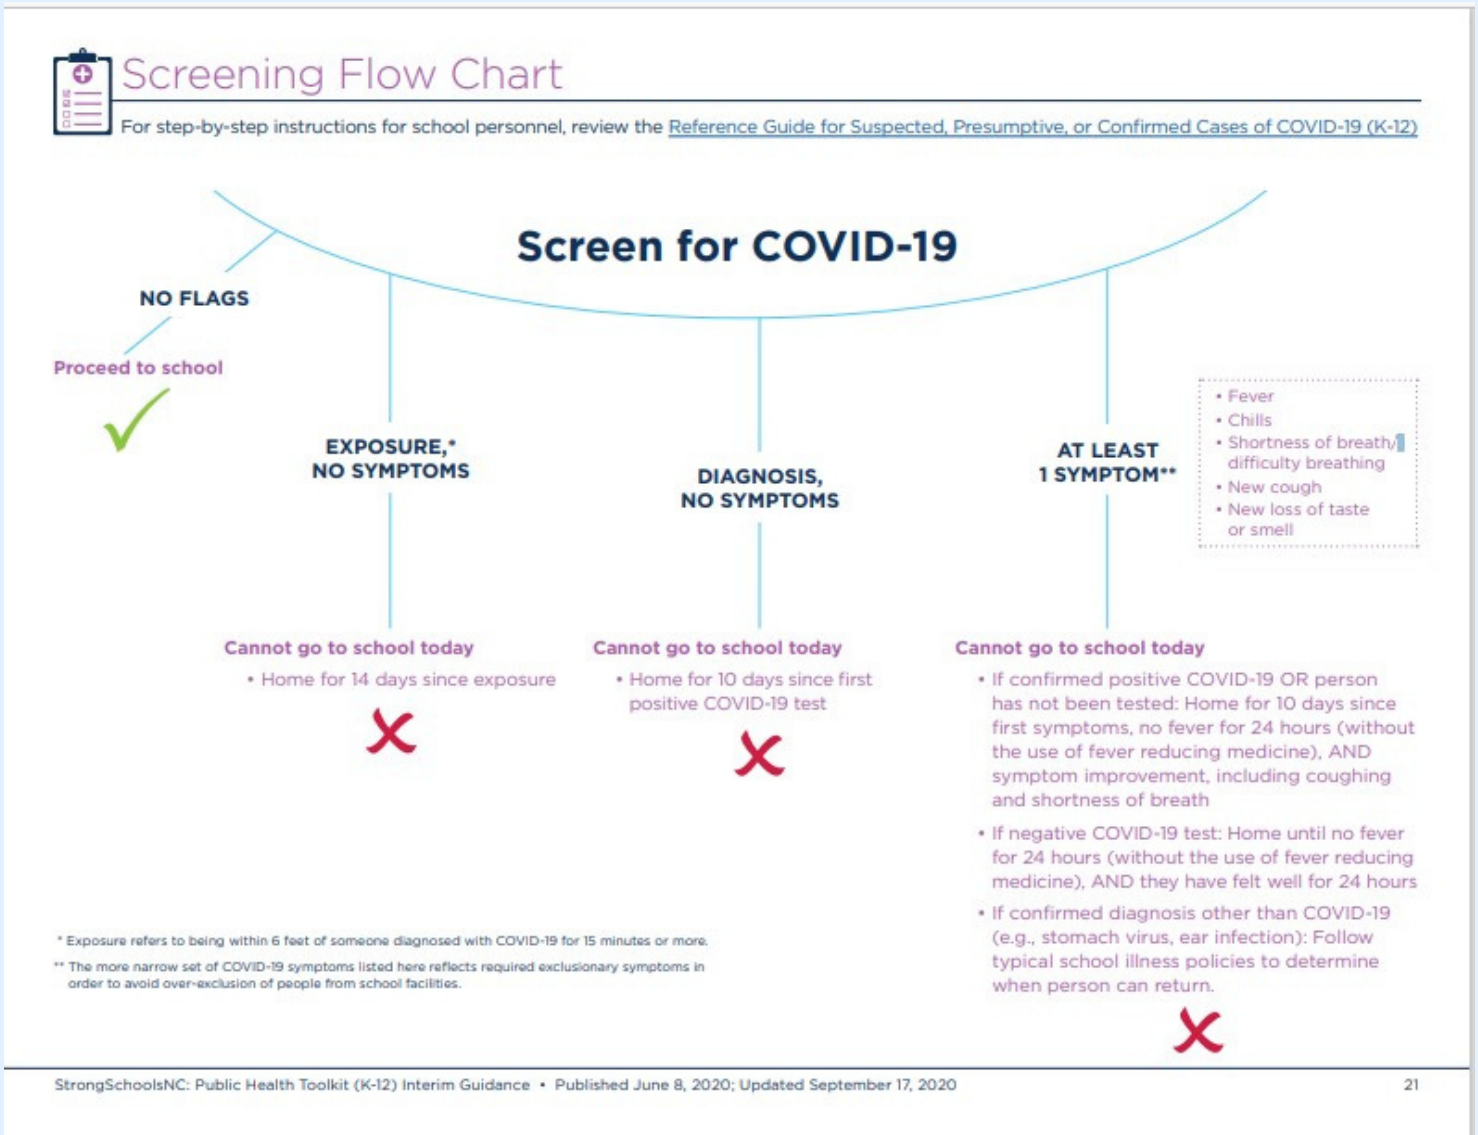 Screening Flow Chart
For step-by-step instructions for school personnel, review the Reference Guide for Suspected, Presumptive, or Confirmed Cases of COVID-19 (K-12)
Screen for COVID-19
NO FLAGS
Proceed to school
EXPOSURE,*
NO SYMPTOMS
Cannot go to school today
• Home for 14 days since exposure
DIAGNOSIS,
NO SYMPTOMS
Cannot go to school today
• Home for 10 days since first
positive COVID-19 test
AT LEAST
1 SYMPTOM**
• Fever
• Chills
• Shortness of breath/
difficulty breathing
• New cough
• New loss of taste
or smell
Cannot go to school today
• If confirmed positive COVID-19 OR person
has not been tested: Home for 10 days since
first symptoms, no fever for 24 hours (without
the use of fever reducing medicine), AND
symptom improvement, including coughing
and shortness of breath
• If negative COVID-19 test: Home until no fever
for 24 hours (without the use of fever reducing
medicine), AND they have felt well for 24 hours
• If confirmed diagnosis other than COVID-19
(e.g., stomach virus, ear infection): Follow
typical school illness policies to determine
when person can return.
* Exposure refers to being within 6 feet of someone diagnosed with COVID-19 for 15 minutes or more.
** The more narrow set of COVID-19 symptoms listed here reflects required exclusionary symptoms in
order to avoid over-exclusion of people from school facilities.
StrongSchoolsNC: Public Health Toolkit (K-12) Interim Guidance • Published June 8, 2020; Updated September 17, 2020
21